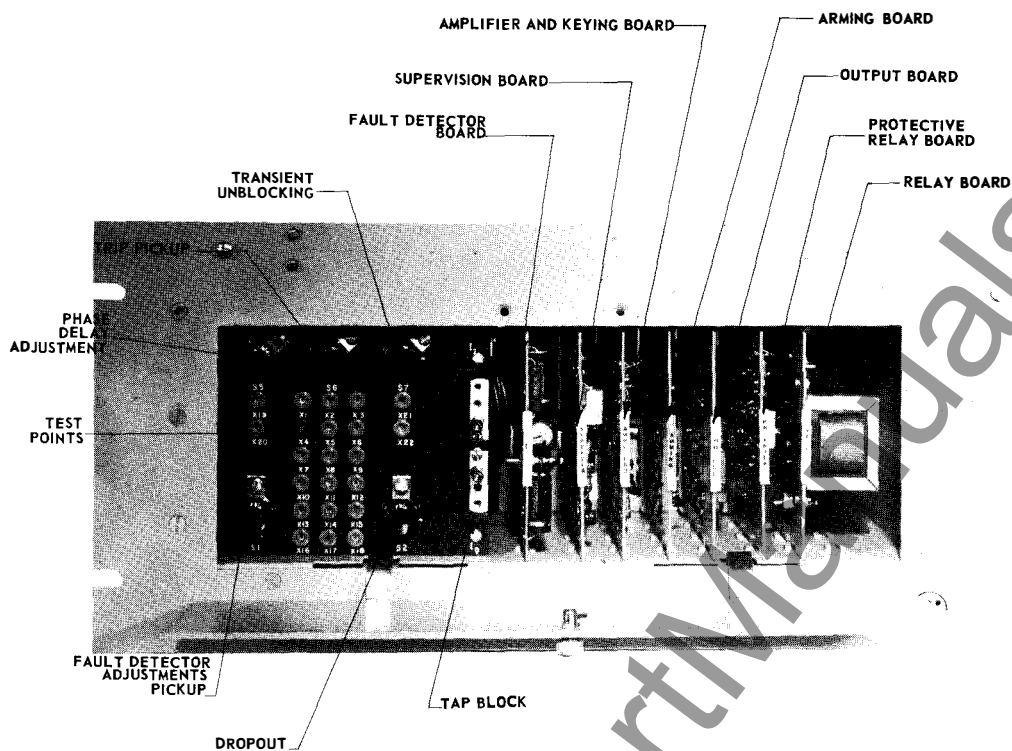 AMPLIFIER AND KEYING BOARD
ARMING BOARD
SUPERVISION BOARD
OUTPUT BOARD
FAULT DETECTOR
BOARD
PROTECTIVE
RELAY BOARD
TRANSIENT
UNBLOCKING
RELAY BOARD
TRIP PICKUP
PHASE
DELAY
ADJUSTMENT
TEST
POINTS
S5 S6 S7
X19 X1 X2 X3 X21
X20 X4 X5 X6 X22
X7 X8 X9
X10 X11 X12
X13 X14 X15
S1 X16 X17 X18 S2
FAULT DETECTOR
ADJUSTMENTS
PICKUP
TAP BLOCK
DROPOUT